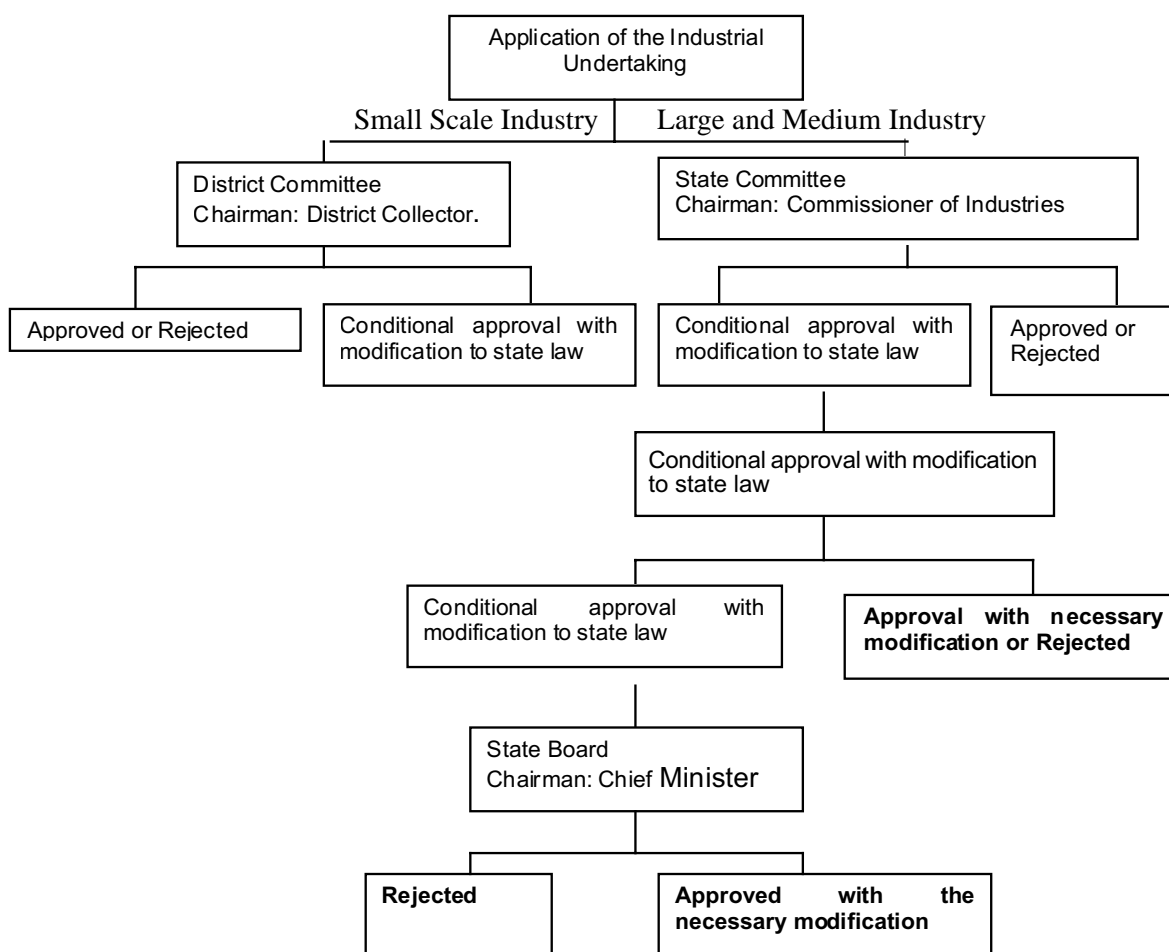 Application of the Industrial
Undertaking
Small Scale Industry
Large and Medium Industry
District Committee
Chairman: District Collector.
State Committee
Chairman: Commissioner of Industries
Approved or Rejected
Conditional approval with
modification to state law
Conditional approval with
modification to state law
Approved or
Rejected
Conditional approval with modification
to state law
Conditional approval with
modification to state law
Approval with necessary
modification or Rejected
State Board
Chairman: Chief Minister
Rejected
Approved with the
necessary modification